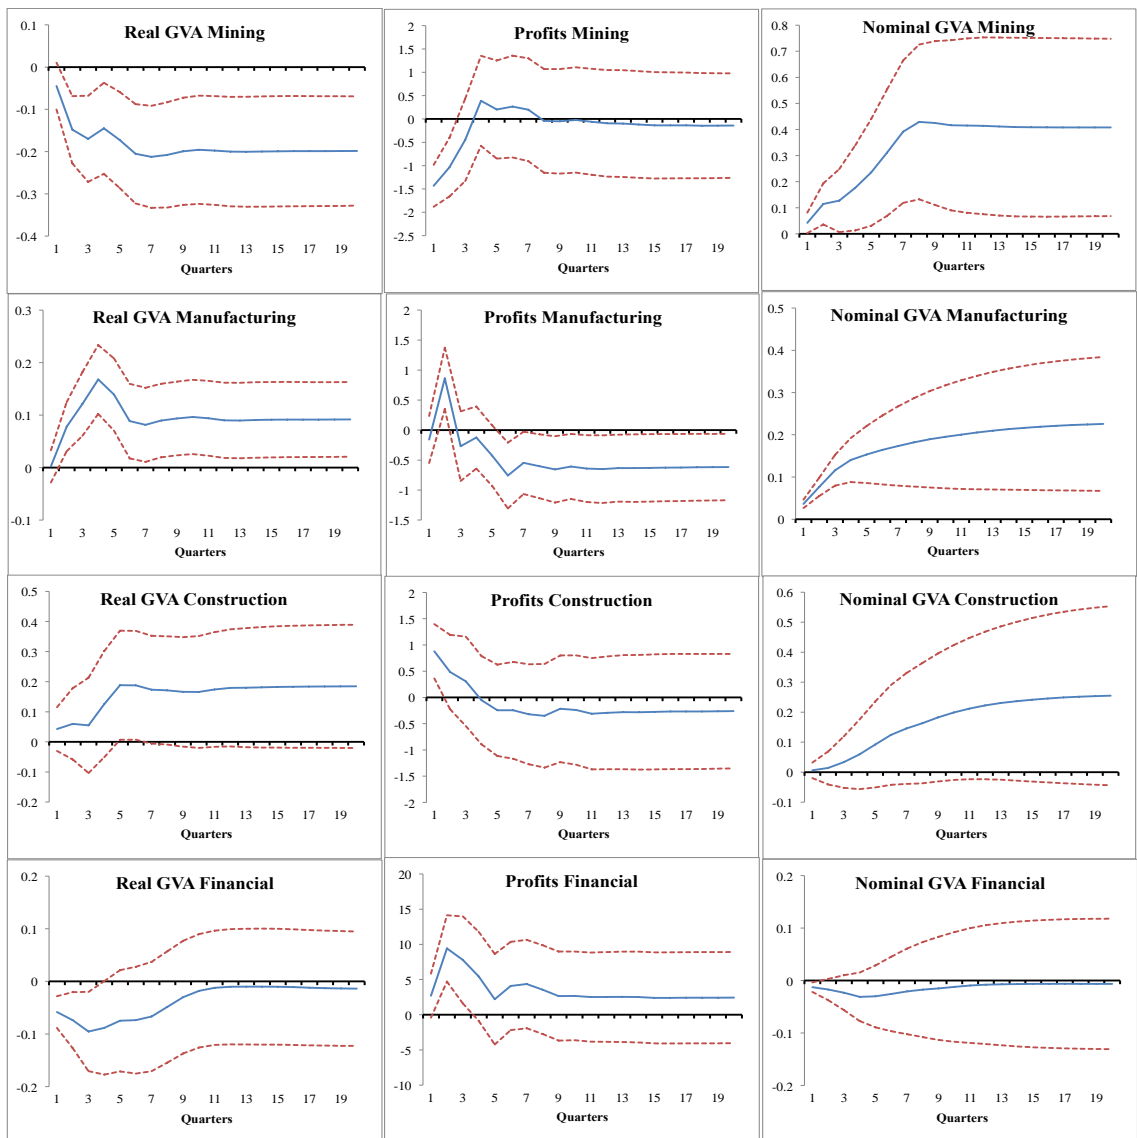 Real GVA Mining
0.1
0
-0.1
-0.2
-0.3
-0.4
1 3 5 7 9 11 13 15 17 19
Quarters
Profits Mining
2
1.5
1
0.5
0
-0.5
-1
-1.5
-2
-2.5
1 3 5 7 9 11 13 15 17 19
Quarters
Nominal GVA Mining
0.8
0.7
0.6
0.5
0.4
0.3
0.2
0.1
0
1 3 5 7 9 11 13 15 17 19
Quarters
Real GVA Manufacturing
0.3
0.2
0.1
0
-0.1
1 3 5 7 9 11 13 15 17 19
Quarters
Profits Manufacturing
2
1.5
1
0.5
0
-0.5
-1
-1.5
1 3 5 7 9 11 13 15 17 19
Quarters
Nominal GVA Manufacturing
0.5
0.4
0.3
0.2
0.1
0
1 3 5 7 9 11 13 15 17 19
Quarters
Real GVA Construction
0.5
0.4
0.3
0.2
0.1
0
-0.1
-0.2
1 3 5 7 9 11 13 15 17 19
Quarters
Profits Construction
2
1.5
1
0.5
0
-0.5
-1
-1.5
-2
1 3 5 7 9 11 13 15 17 19
Quarters
Nominal GVA Construction
0.6
0.5
0.4
0.3
0.2
0.1
0
-0.1
1 3 5 7 9 11 13 15 17 19
Quarters
Real GVA Financial
0.2
0.1
0
-0.1
-0.2
1 3 5 7 9 11 13 15 17 19
Quarters
Profits Financial
20
15
10
5
0
-5
-10
1 3 5 7 9 11 13 15 17 19
Quarters
Nominal GVA Financial
0.2
0.1
0
-0.1
-0.2
1 3 5 7 9 11 13 15 17 19
Quarters